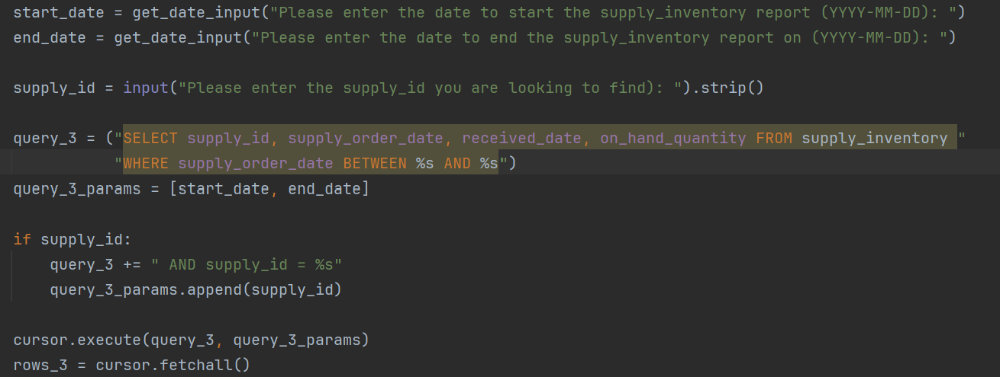 start_date = get_date_input("Please enter the date to start the supply_inventory report (YYYY-MM-DD): ")
end_date = get_date_input("Please enter the date to end the supply_inventory report on (YYYY-MM-DD): ")
supply_id = input("Please enter the supply_id you are looking to find): ").strip()
query_3 = ("SELECT supply_id, supply_order_date, received_date, on_hand_quantity FROM supply_inventory "
"WHERE supply_order_date BETWEEN %s AND %s")
query_3_params = [start_date, end_date]
if supply_id:
query_3 += " AND supply_id = %s"
query_3_params.append(supply_id)
cursor.execute(query_3, query_3_params)
rows_3 = cursor.fetchall()